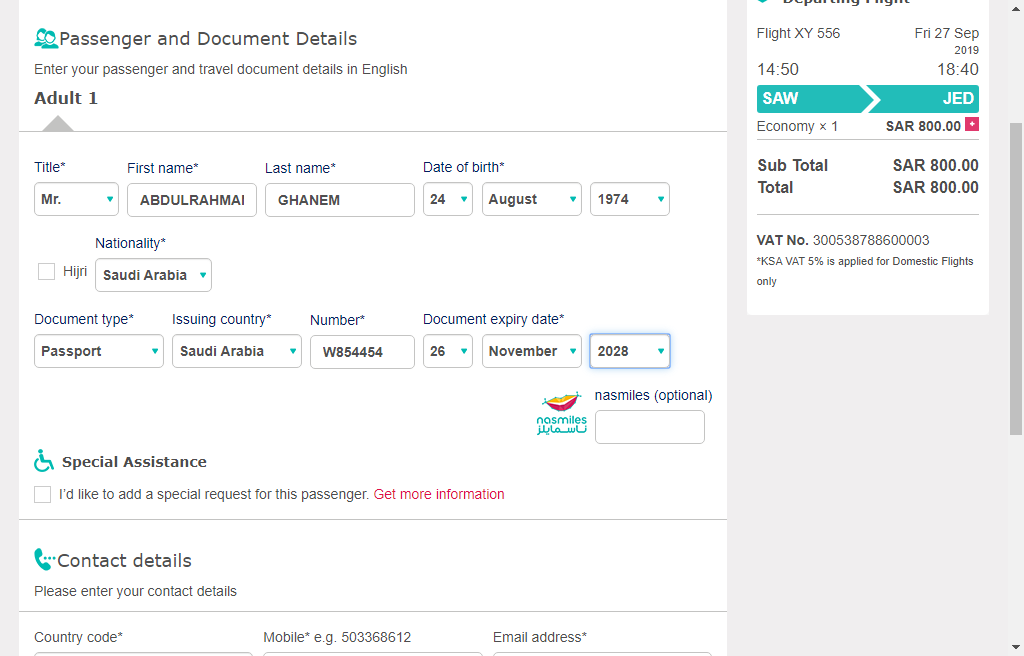 Passenger and Document Details
Enter your passenger and travel document details in English
Adult 1
Title*
First name*
Last name*
Date of birth*
Mr.
ABDULRAHMAI
GHANEM
24
August
1974
Hijri
Nationality*
Saudi Arabia
Document type*
Issuing country*
Number*
Document expiry date*
Passport
Saudi Arabia
W854454
26
November
2028
nasmiles
ناسمايلز
nasmiles (optional)
Special Assistance
I'd like to add a special request for this passenger. Get more information
Contact details
Please enter your contact details
Country code*
Mobile* e.g. 503368612
Email address*
Departing Flight
Flight XY 556
Fri 27 Sep
2019
14:50
18:40
SAW
JED
Economy × 1
SAR 800.00 +
Sub Total
SAR 800.00
Total
SAR 800.00
VAT No. 300538788600003
*KSA VAT 5% is applied for Domestic Flights
only